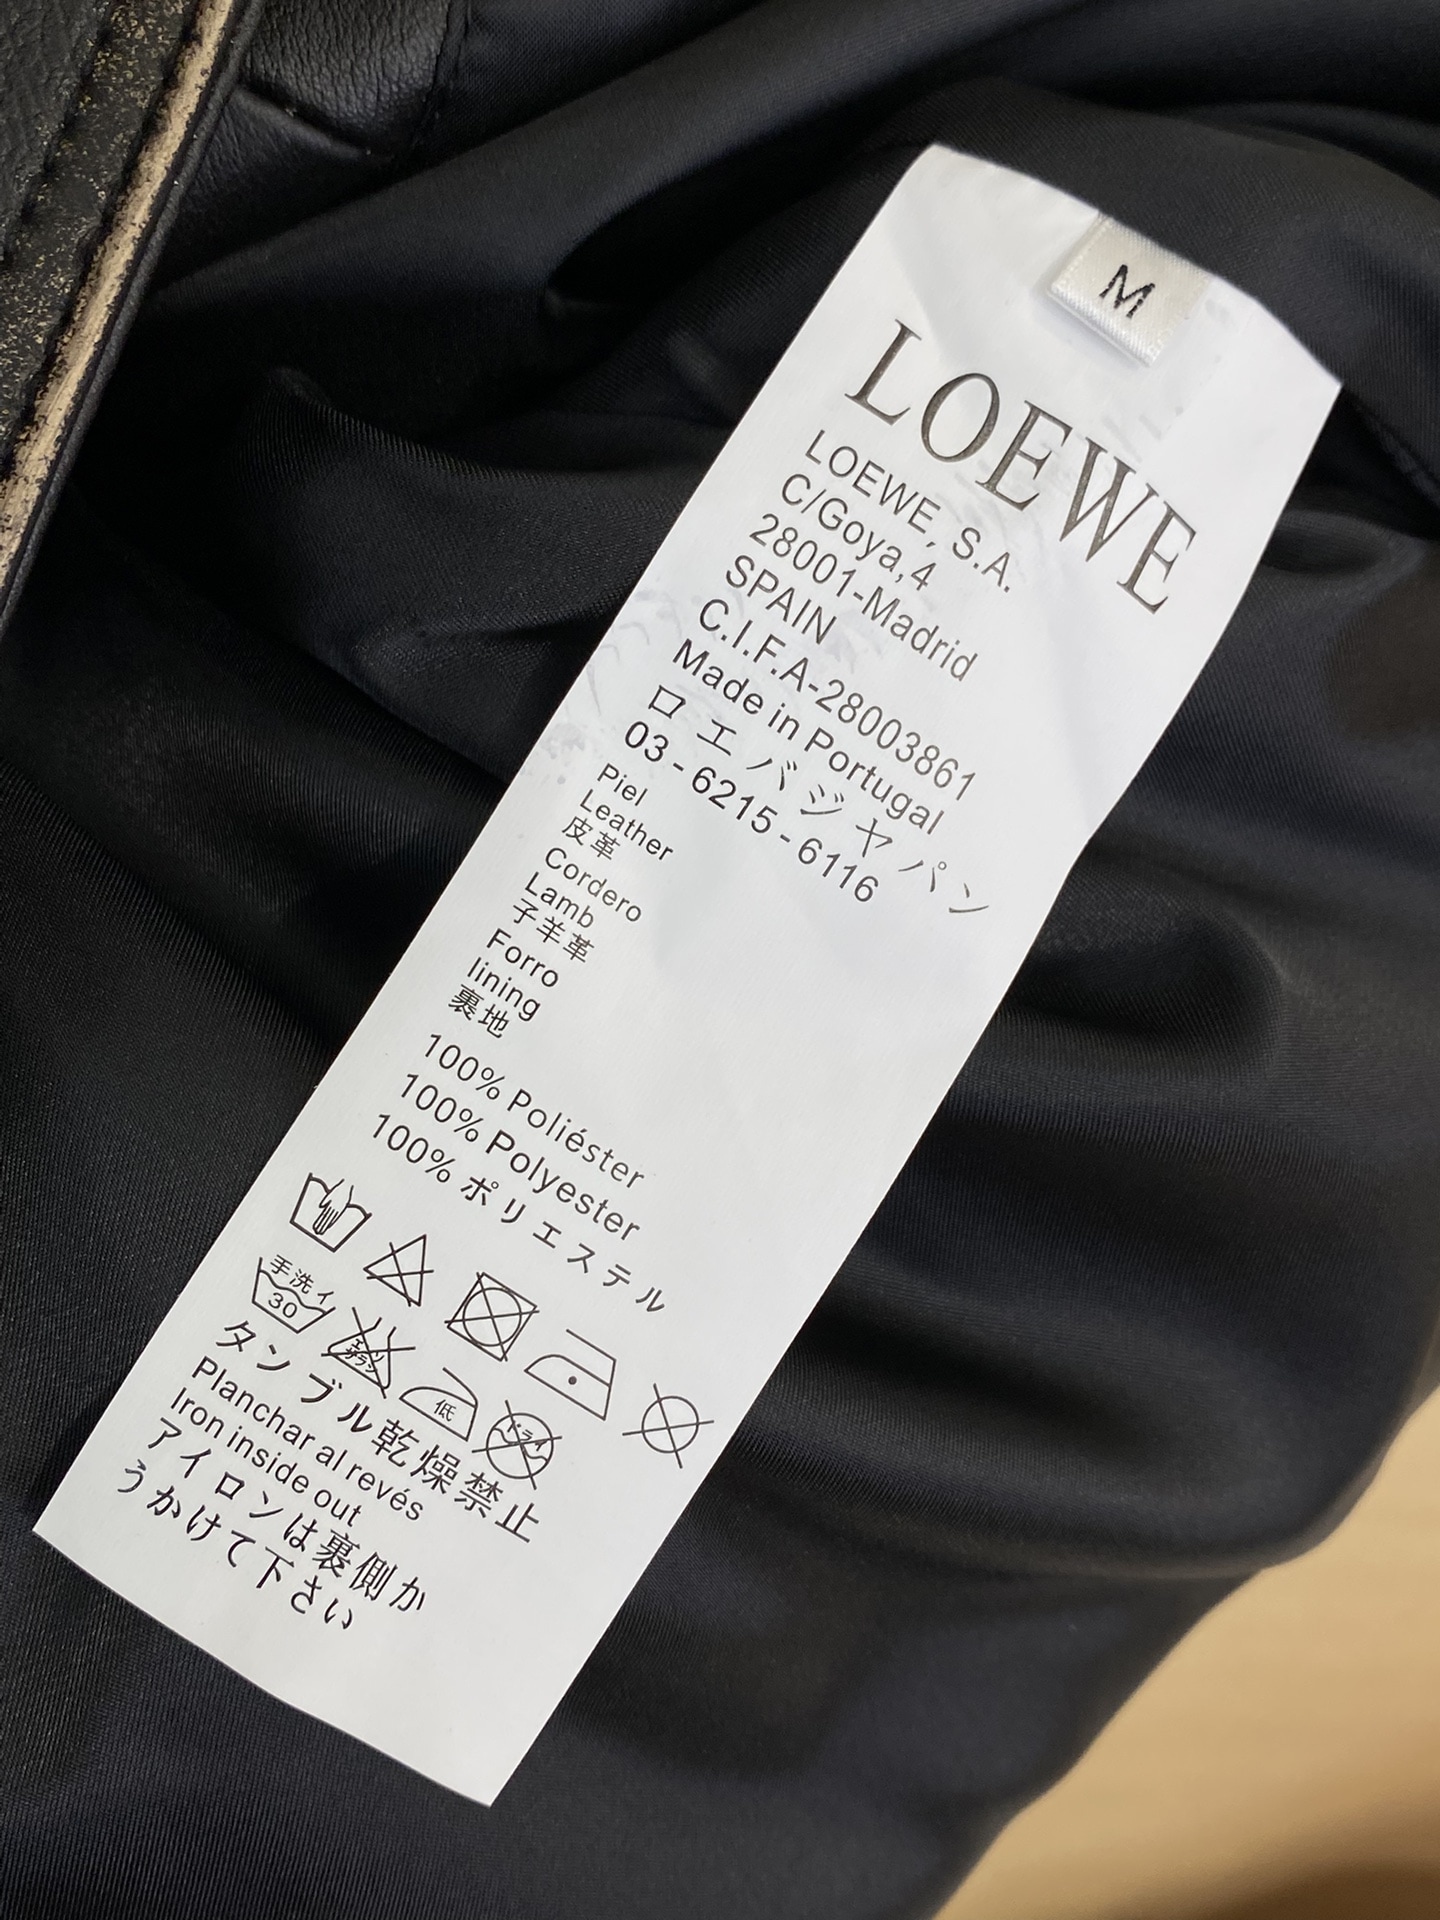 M
LOEWE
LOEWE, S.A.
C/Goya,4
28001-Madrid
SPAIN
C.I.F.A-28003861
Made in Portugal
ロエバジャパン
03-6215-6116
Piel
Leather
皮革
Cordero
Lamb
子羊革
Forro
lining
裏地
100% Poliéster
100% Polyester
100% ポリエステル
手洗イ
30
低
ドライ
タンブル乾燥禁止
Planchar al revés
Iron inside out
アイロンは裏側か
うかけて下さい